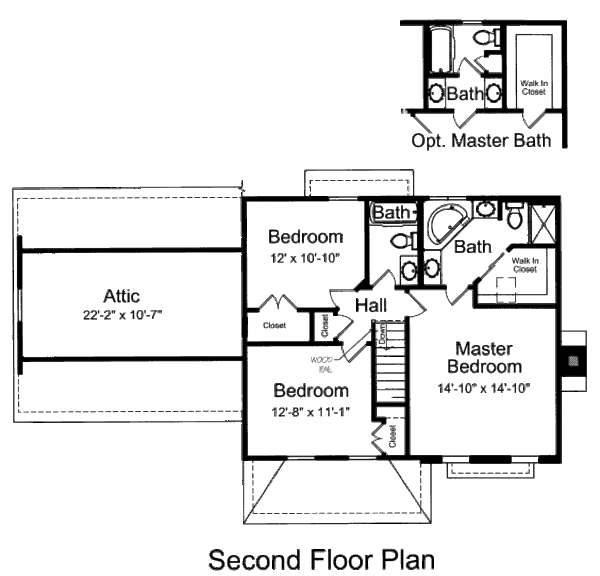 Walk In
Closet
Bath
Opt. Master Bath
Bath
Bedroom
12' x 10'-10"
Bath
Walk In
Closet
Attic
22'-2" x 10'-7"
Hall
Closet
Closet
Down
WOOD
RAIL
Master
Bedroom
14'-10" x 14'-10"
Bedroom
12'-8" x 11'-1"
Closet
Second Floor Plan